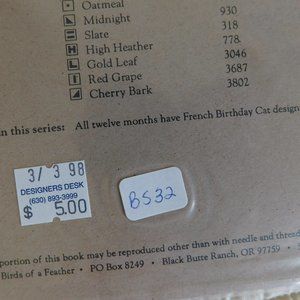 Oatmeal
Midnight 930
Slate 318
High Heather 778
Gold Leaf 3046
Red Grape 3687
Cherry Bark 3802
in this series: All twelve months have French Birthday Cat design
3/ 3 98
DESIGNERS DESK
(630) 893-3999
$ 5.00
BS32
portion of this book may be reproduced other than with needle and thread
Birds of a Feather • PO Box 8249 • Black Butte Ranch, OR 97759 •